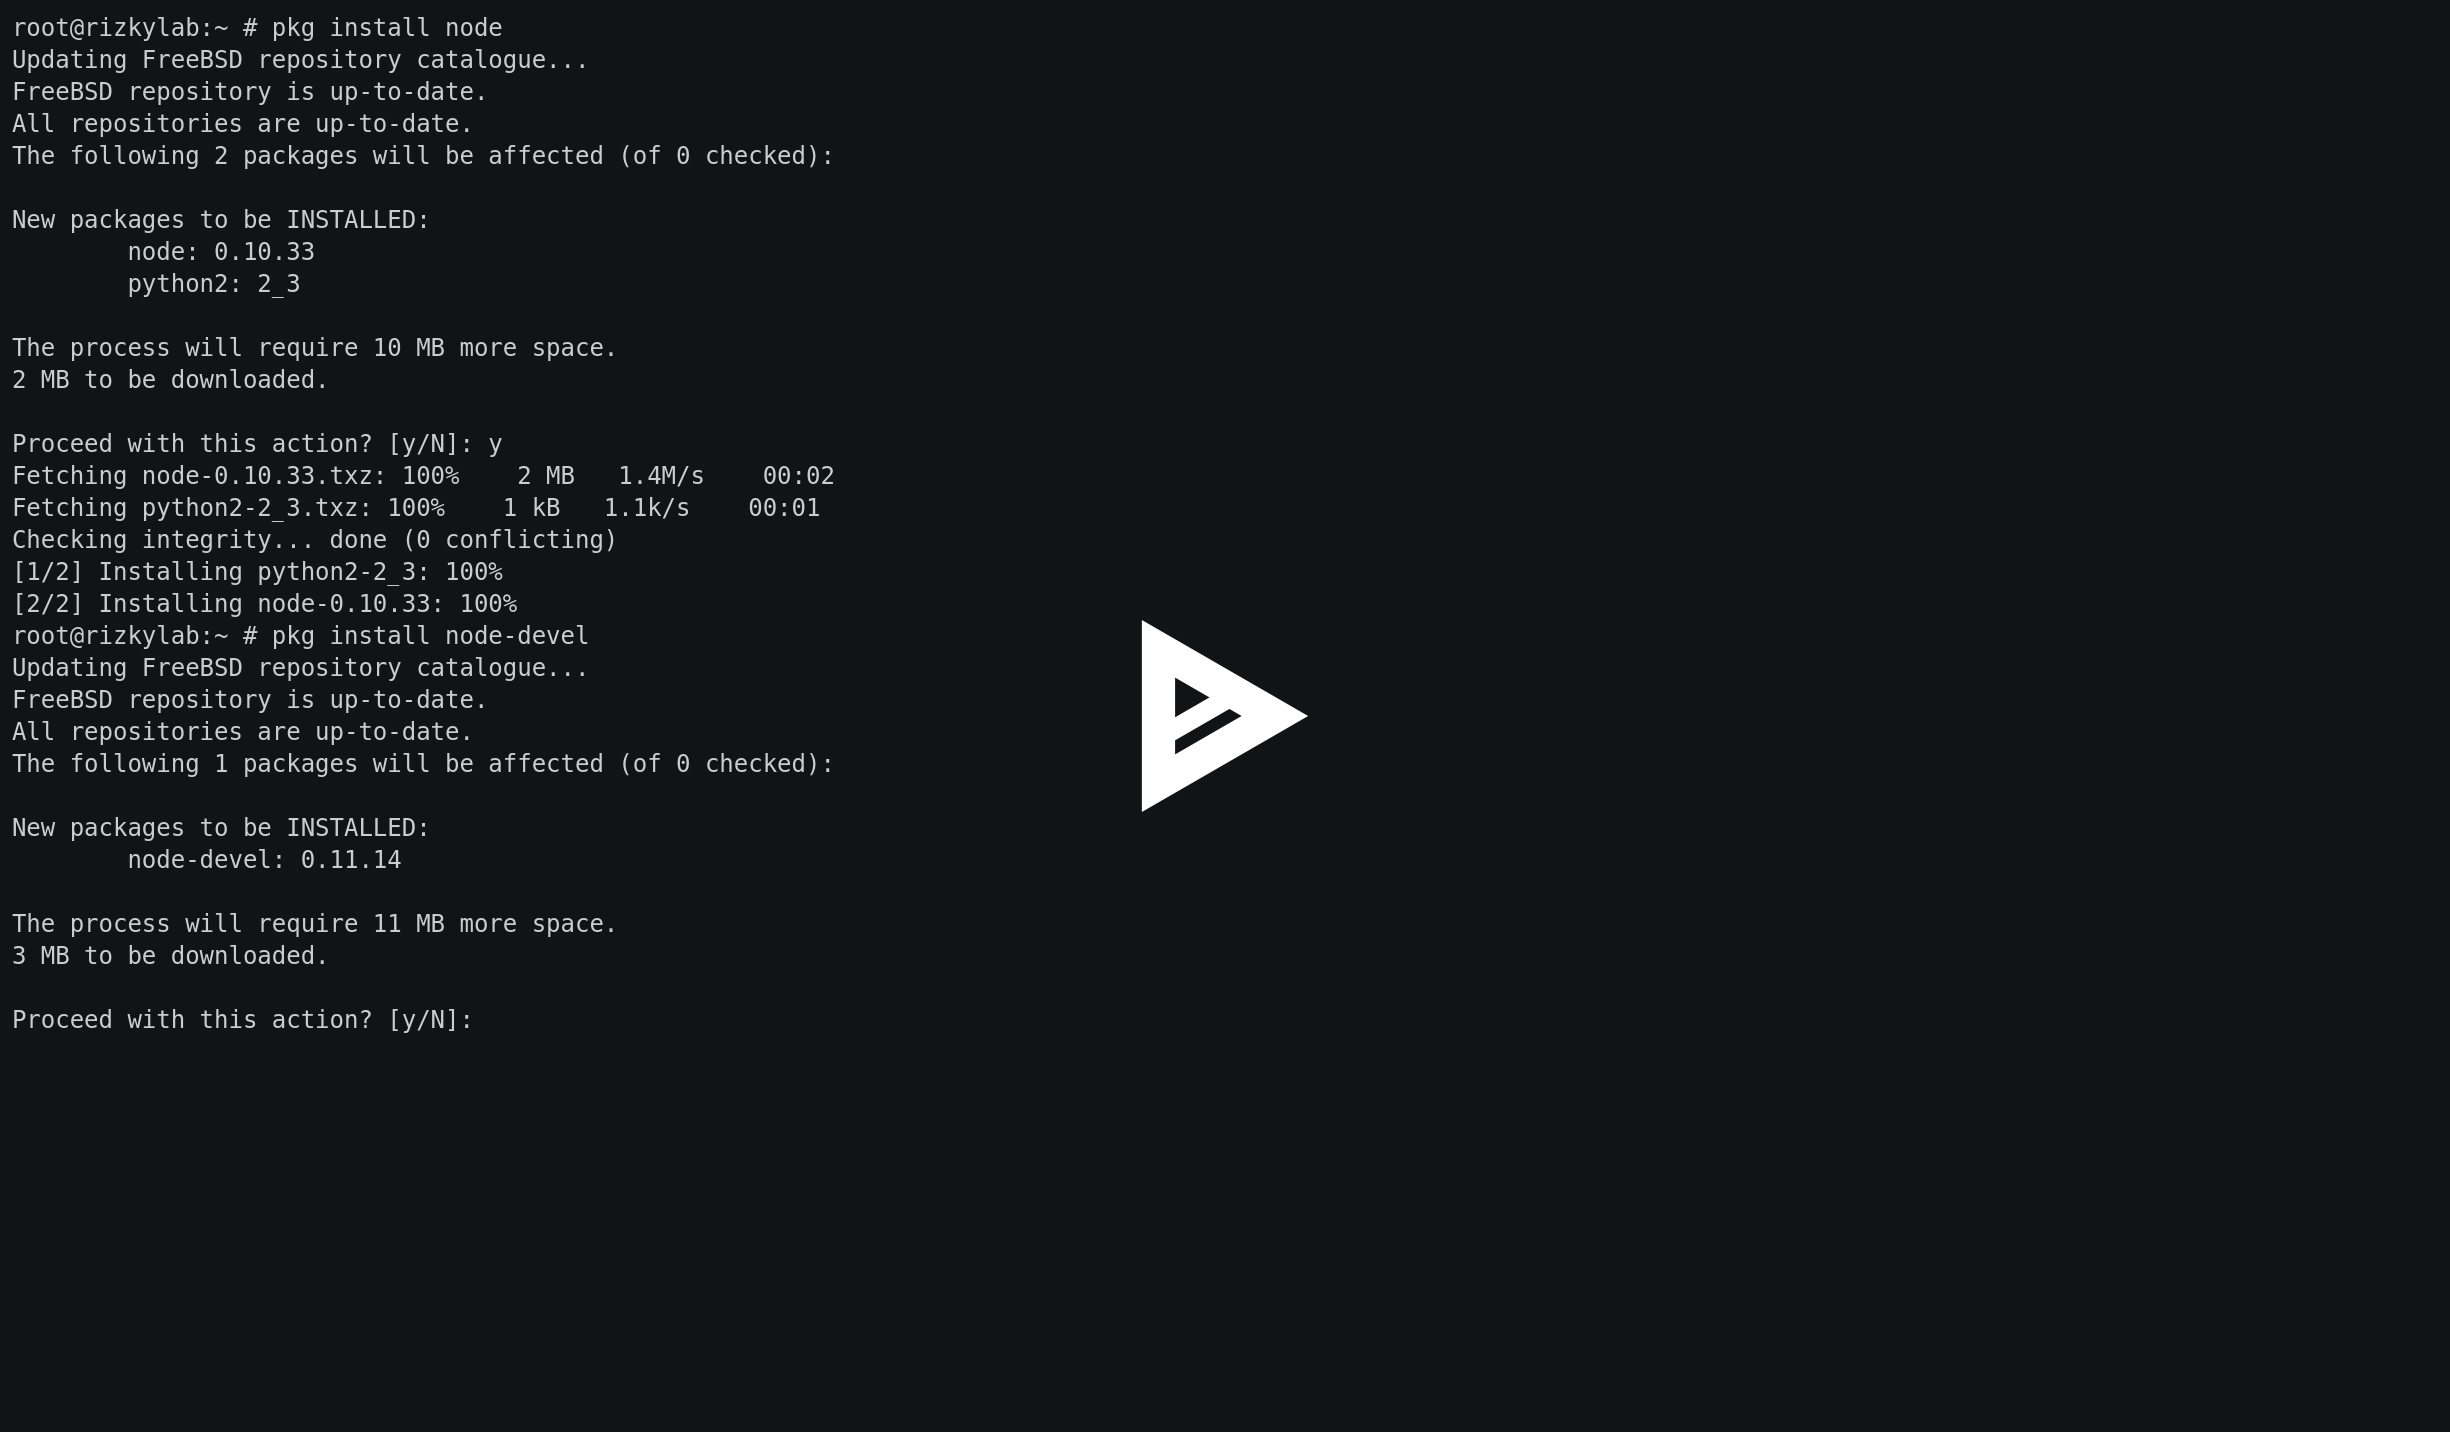 root@rizkylab:~ # pkg install node
Updating FreeBSD repository catalogue...
FreeBSD repository is up-to-date.
All repositories are up-to-date.
The following 2 packages will be affected (of 0 checked):

New packages to be INSTALLED:
        node: 0.10.33
        python2: 2_3

The process will require 10 MB more space.
2 MB to be downloaded.

Proceed with this action? [y/N]: y
Fetching node-0.10.33.txz: 100%    2 MB   1.4M/s    00:02
Fetching python2-2_3.txz: 100%    1 kB   1.1k/s    00:01
Checking integrity... done (0 conflicting)
[1/2] Installing python2-2_3: 100%
[2/2] Installing node-0.10.33: 100%
root@rizkylab:~ # pkg install node-devel
Updating FreeBSD repository catalogue...
FreeBSD repository is up-to-date.
All repositories are up-to-date.
The following 1 packages will be affected (of 0 checked):

New packages to be INSTALLED:
        node-devel: 0.11.14

The process will require 11 MB more space.
3 MB to be downloaded.

Proceed with this action? [y/N]: